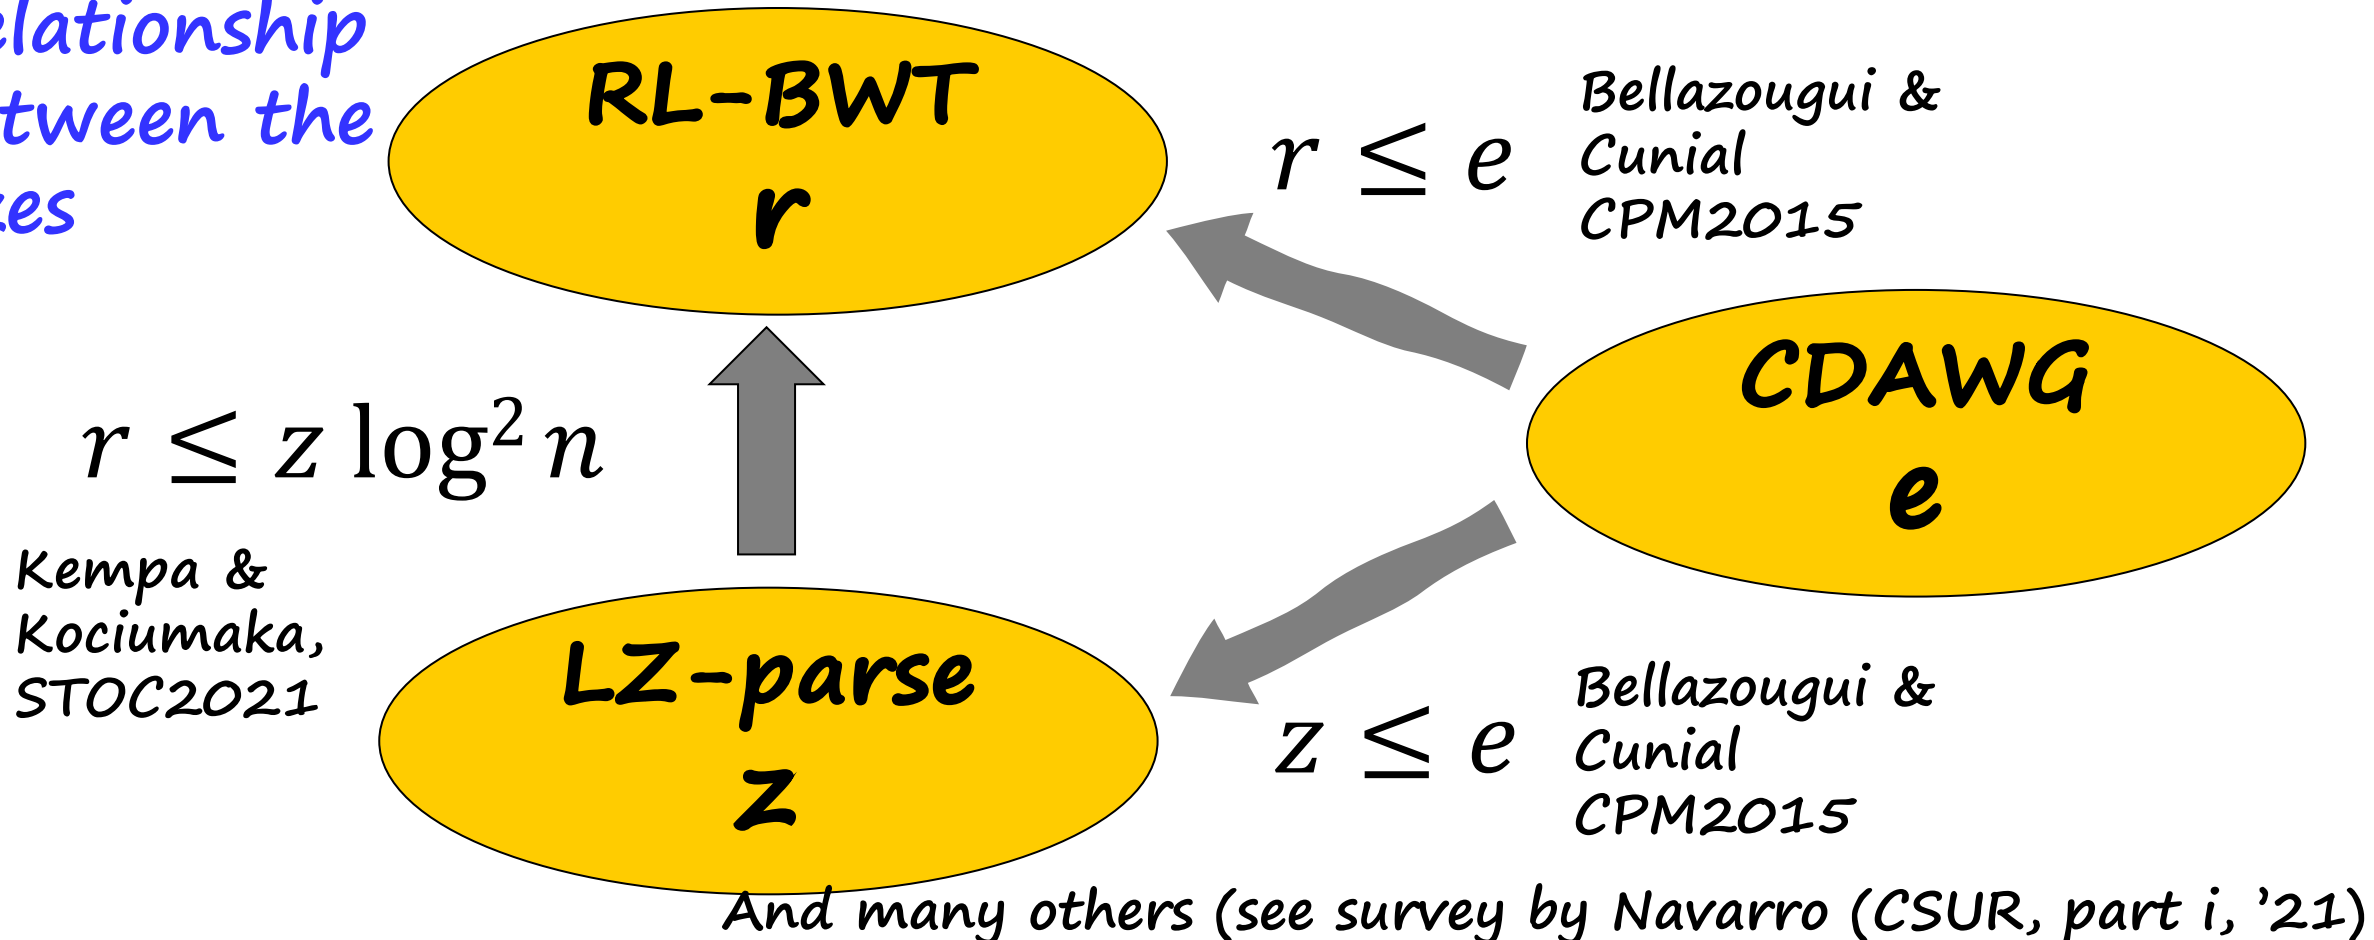 elationship
tween the
es
RL-BWT
r
r ≤ e
Bellazougui &
Cunial
CPM2015
CDAWG
e
r ≤ z log² n
Kempa &
Kociumaka,
STOC2021
LZ-parse
z
z ≤ e
Bellazougui &
Cunial
CPM2015
And many others (see survey by Navarro (CSUR, part i, ’21)